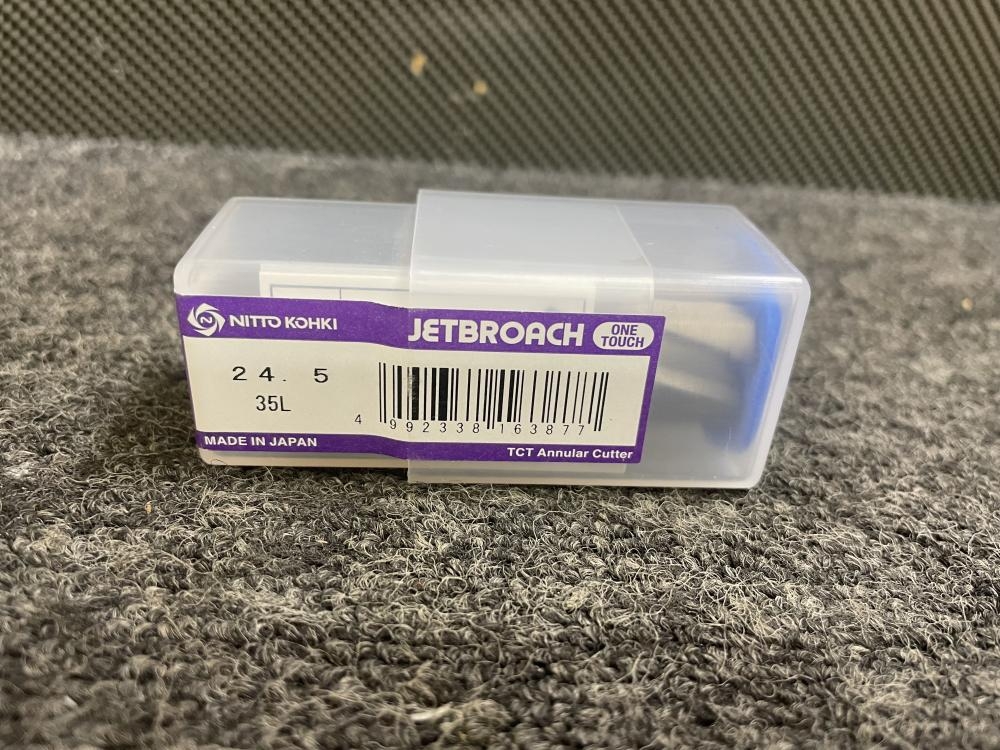 NITTO KOHKI
JETBROACH
ONE
TOUCH
24.5
35L
4 992338 163877
MADE IN JAPAN
TCT Annular Cutter